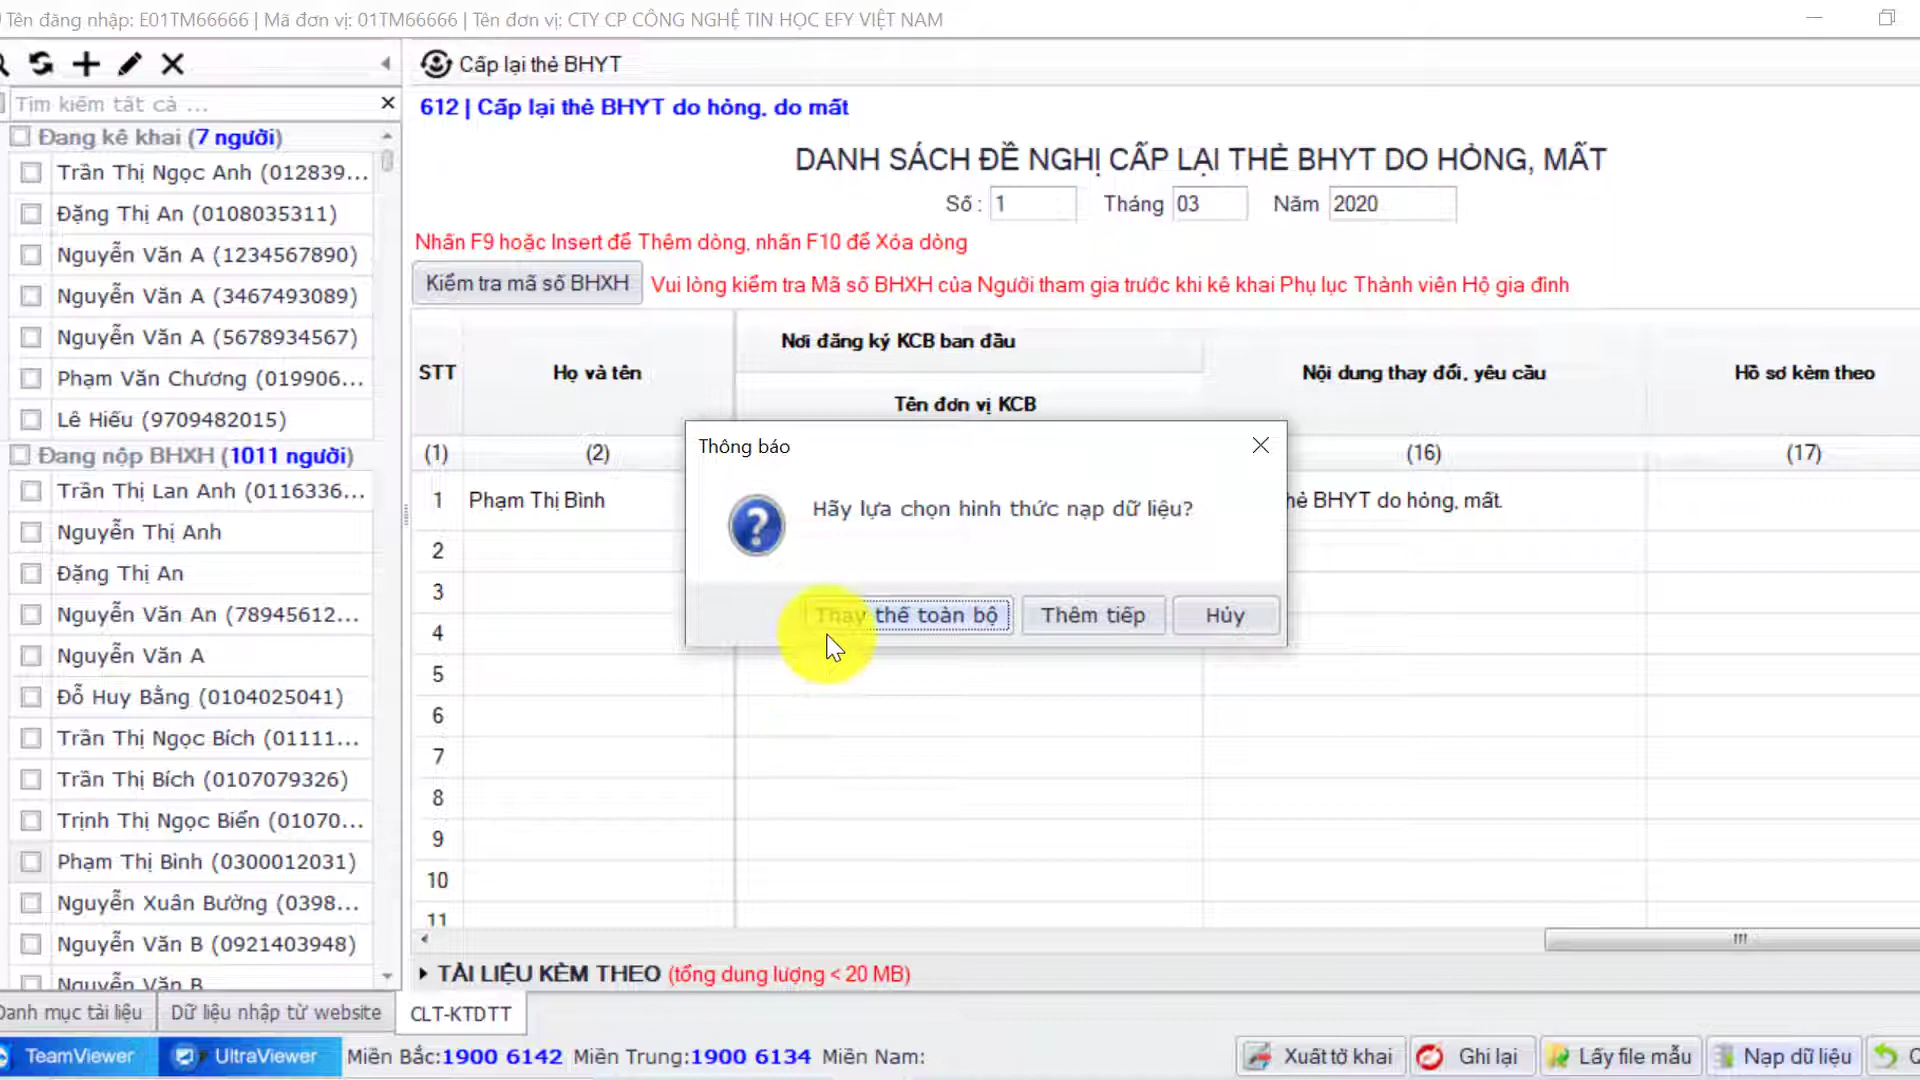 Tên đăng nhập: E01TM66666 | Mã đơn vị: 01TM66666 | Tên đơn vị: CTY CP CÔNG NGHỆ TIN HỌC EFY VIỆT NAM
Cấp lại thẻ BHYT
Tìm kiếm tất cả ...
612 | Cấp lại thẻ BHYT do hỏng, do mất
Đang kê khai (7 người)
Trần Thị Ngọc Anh (012839...
Đặng Thị An (0108035311)
Nguyễn Văn A (1234567890)
Nguyễn Văn A (3467493089)
Nguyễn Văn A (5678934567)
Phạm Văn Chương (019906...
Lê Hiếu (9709482015)
Đang nộp BHXH (1011 người)
Trần Thị Lan Anh (0116336...
Nguyễn Thị Anh
Đặng Thị An
Nguyễn Văn An (78945612...
Nguyễn Văn A
Đỗ Huy Bằng (0104025041)
Trần Thị Ngọc Bích (01111...
Trần Thị Bích (0107079326)
Trịnh Thị Ngọc Biển (01070...
Phạm Thị Bình (0300012031)
Nguyễn Xuân Bường (0398...
Nguyễn Văn B (0921403948)
Nguyễn Văn B
DANH SÁCH ĐỀ NGHỊ CẤP LẠI THẺ BHYT DO HỎNG, MẤT
Số : 1 Tháng 03 Năm 2020
Nhấn F9 hoặc Insert để Thêm dòng, nhấn F10 để Xóa dòng
Kiểm tra mã số BHXH Vui lòng kiểm tra Mã số BHXH của Người tham gia trước khi kê khai Phụ lục Thành viên Hộ gia đình
STT Họ và tên Nơi đăng ký KCB ban đầu Nội dung thay đổi, yêu cầu Hồ sơ kèm theo
Tên đơn vị KCB
(1) (2) (16) (17)
1 Phạm Thị Bình hẻ BHYT do hỏng, mất.
2
3
4
5
6
7
8
9
10
11
Thông báo
Hãy lựa chọn hình thức nạp dữ liệu?
Thay thế toàn bộ Thêm tiếp Hủy
TÀI LIỆU KÈM THEO (tổng dung lượng < 20 MB)
Danh mục tài liệu Dữ liệu nhập từ website CLT-KTDTT
TeamViewer UltraViewer Miền Bắc:1900 6142 Miền Trung:1900 6134 Miền Nam:
Xuất tờ khai Ghi lại Lấy file mẫu Nạp dữ liệu